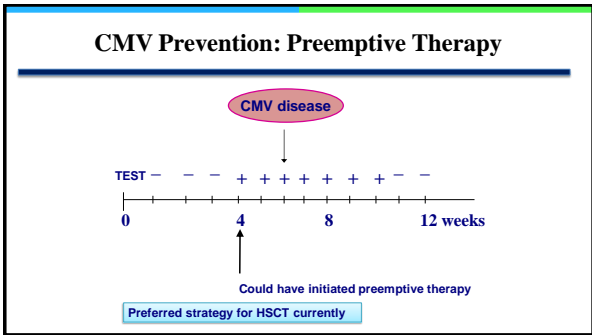 CMV Prevention: Preemptive Therapy
CMV disease
TEST – – – + + + + + + + – –
0 4 8 12 weeks
Could have initiated preemptive therapy
Preferred strategy for HSCT currently